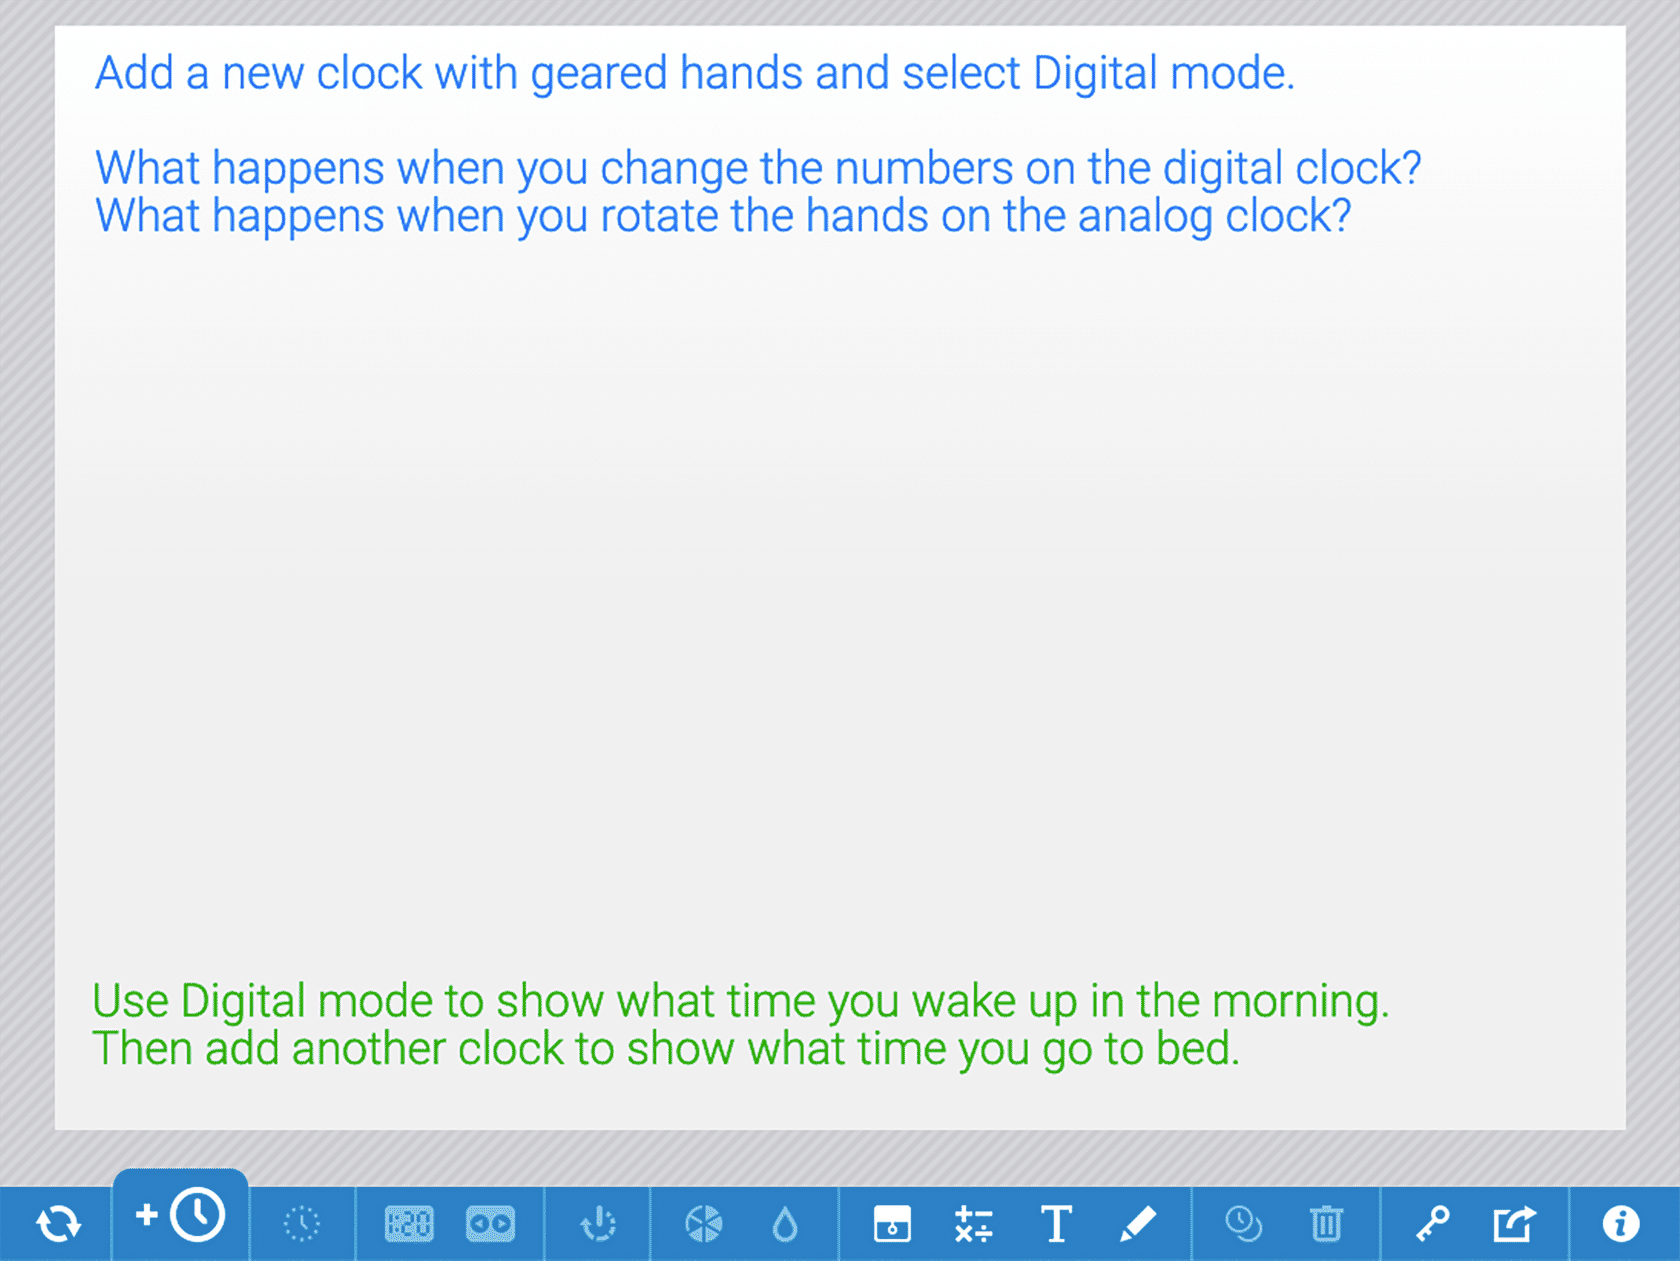 Add a new clock with geared hands and select Digital mode.
What happens when you change the numbers on the digital clock?
What happens when you rotate the hands on the analog clock?
Use Digital mode to show what time you wake up in the morning.
Then add another clock to show what time you go to bed.
1:20
T
i